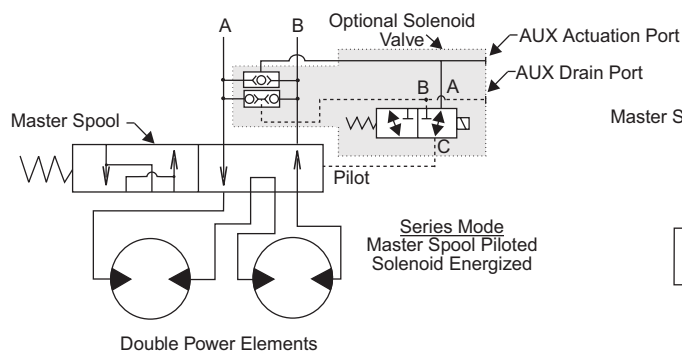 A
B
Optional Solenoid
Valve
AUX Actuation Port
AUX Drain Port
B
A
Master Spool
Master S
C
Pilot
Series Mode
Master Spool Piloted
Solenoid Energized
Double Power Elements